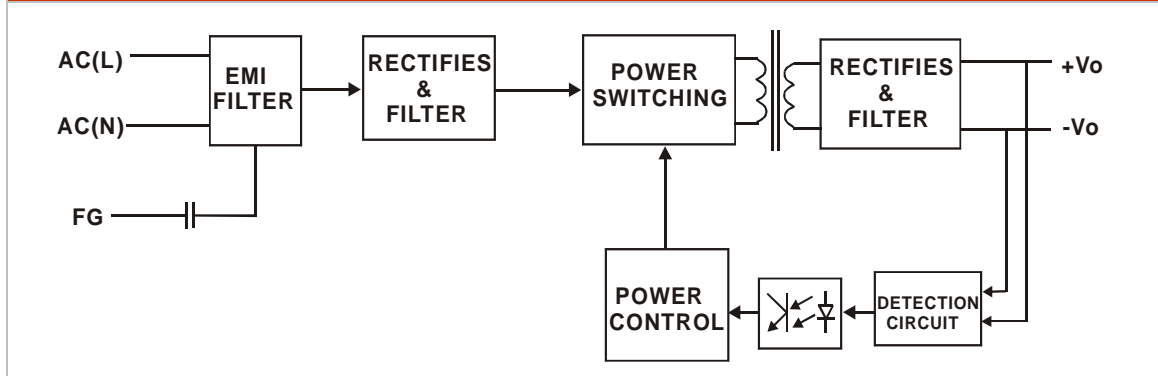 AC(L)
AC(N)
FG
EMI
FILTER
RECTIFIES
&
FILTER
POWER
SWITCHING
RECTIFIES
&
FILTER
+Vo
-Vo
POWER
CONTROL
DETECTION
CIRCUIT